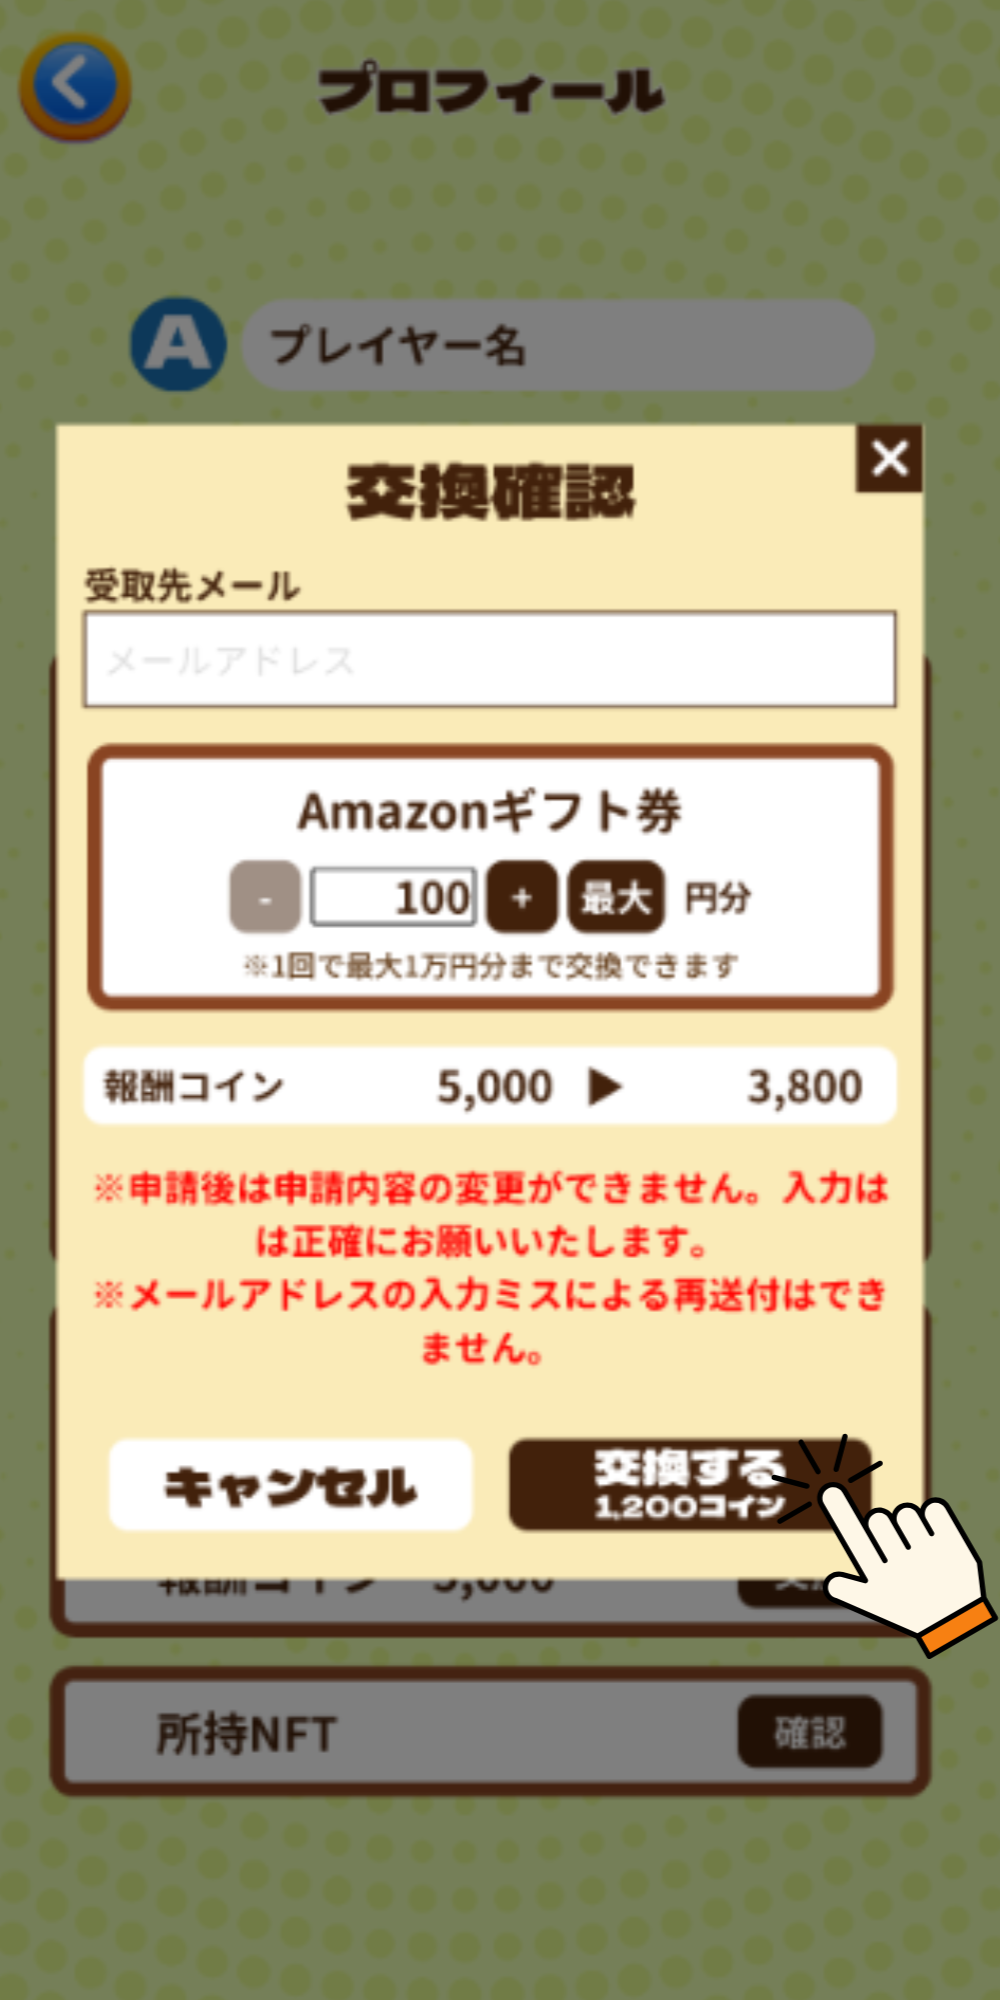 プロフィール
A
プレイヤー名
交換確認
受取先メール
メールアドレス
Amazonギフト券
- 100 + 最大 円分
※1回で最大1万円分まで交換できます
報酬コイン 5,000 ▶ 3,800
※申請後は申請内容の変更ができません。入力は
は正確にお願いいたします。
※メールアドレスの入力ミスによる再送付はでき
ません。
キャンセル
交換する
1,200コイン
報酬コイン
所持NFT
確認